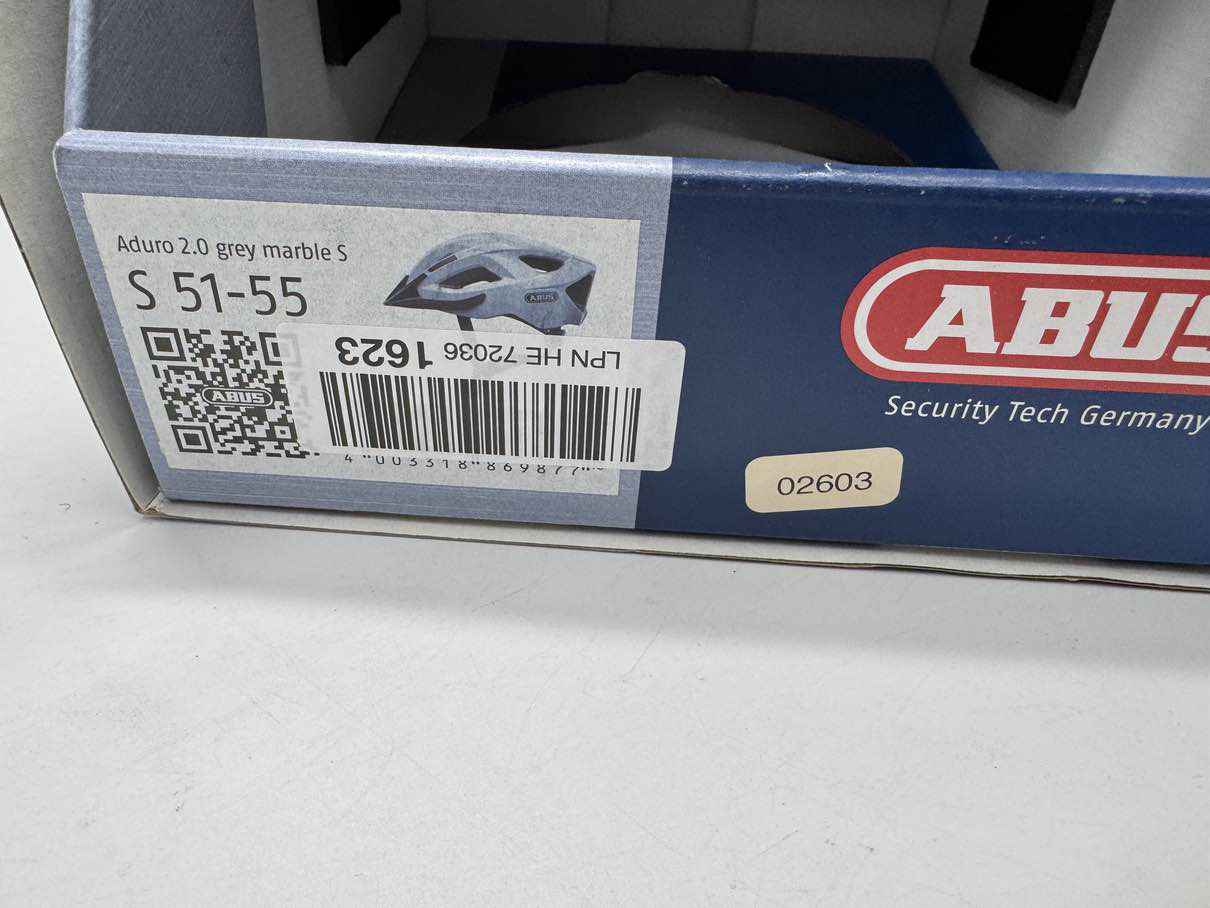 Aduro 2.0 grey marble S
S 51-55
ABUS
ABUS
LPN HE 72036 1623
4 003318 869877
ABUS
Security Tech Germany
02603